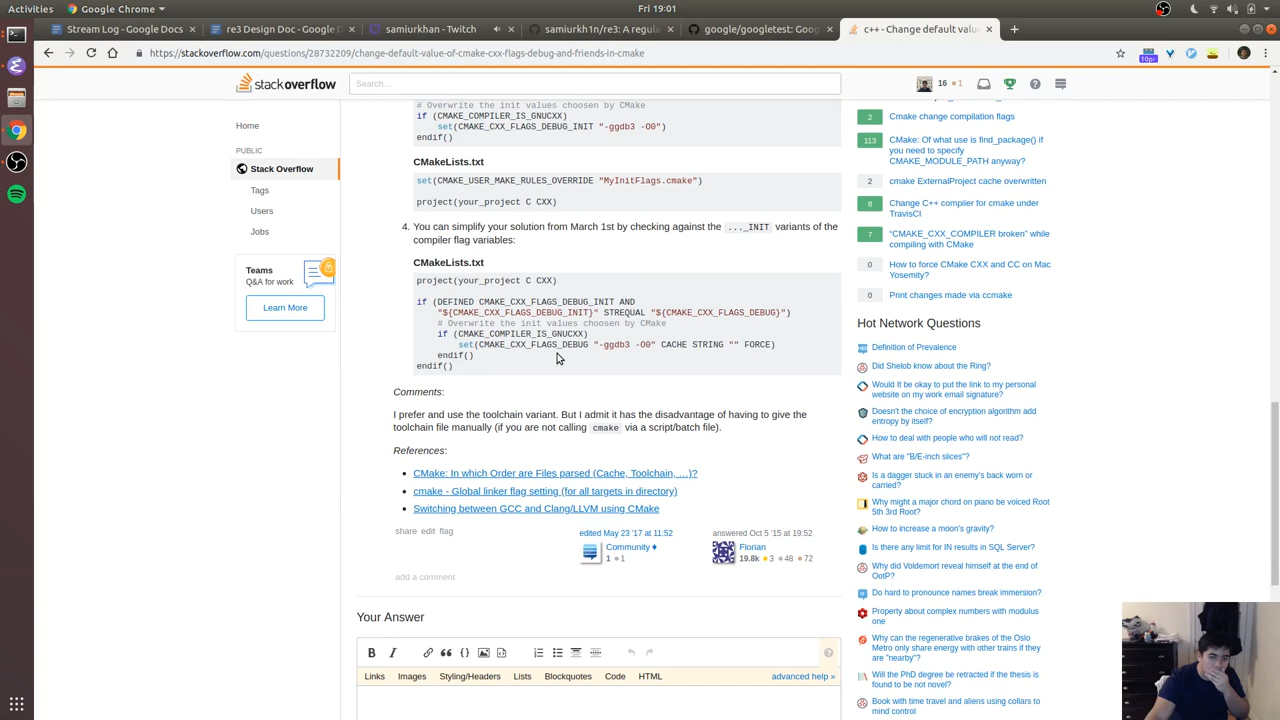 Google Chrome
Fri 19:01
Stream Log - Google Docs
re3 Design Doc - Google D
samiurkhan - Twitch
samiurkh1n/re3: A regula
google/googletest: Goog
c++ - Change default valu
https://stackoverflow.com/questions/28732209/change-default-value-of-cmake-cxx-flags-debug-and-friends-in-cmake
stackoverflow
Search…
16 1
Home
PUBLIC
Stack Overflow
Tags
Users
Jobs
Teams
Q&A for work
Learn More
# Overwrite the init values choosen by CMake
if (CMAKE_COMPILER_IS_GNUCXX)
set(CMAKE_CXX_FLAGS_DEBUG_INIT "-ggdb3 -O0")
endif()
CMakeLists.txt
set(CMAKE_USER_MAKE_RULES_OVERRIDE "MyInitFlags.cmake")
project(your_project C CXX)
4. You can simplify your solution from March 1st by checking against the ..._INIT variants of the
compiler flag variables:
CMakeLists.txt
project(your_project C CXX)
if (DEFINED CMAKE_CXX_FLAGS_DEBUG_INIT AND
"${CMAKE_CXX_FLAGS_DEBUG_INIT}" STREQUAL "${CMAKE_CXX_FLAGS_DEBUG}")
# Overwrite the init values choosen by CMake
if (CMAKE_COMPILER_IS_GNUCXX)
set(CMAKE_CXX_FLAGS_DEBUG "-ggdb3 -O0" CACHE STRING "" FORCE)
endif()
endif()
Comments:
I prefer and use the toolchain variant. But I admit it has the disadvantage of having to give the
toolchain file manually (if you are not calling cmake via a script/batch file).
References:
CMake: In which Order are Files parsed (Cache, Toolchain, …)?
cmake - Global linker flag setting (for all targets in directory)
Switching between GCC and Clang/LLVM using CMake
share edit flag
edited May 23 '17 at 11:52
Community ♦
1 1
answered Oct 5 '15 at 19:52
Florian
19.8k 3 48 72
add a comment
Your Answer
B I
Links Images Styling/Headers Lists Blockquotes Code HTML
advanced help »
2 Cmake change compilation flags
113 CMake: Of what use is find_package() if
you need to specify
CMAKE_MODULE_PATH anyway?
2 cmake ExternalProject cache overwritten
8 Change C++ compiler for cmake under
TravisCI
7 “CMAKE_CXX_COMPILER broken” while
compiling with CMake
0 How to force CMake CXX and CC on Mac
Yosemity?
0 Print changes made via ccmake
Hot Network Questions
Definition of Prevalence
Did Shelob know about the Ring?
Would It be okay to put the link to my personal
website on my work email signature?
Doesn't the choice of encryption algorithm add
entropy by itself?
How to deal with people who will not read?
What are "B/E-inch slices"?
Is a dagger stuck in an enemy's back worn or
carried?
Why might a major chord on piano be voiced Root
5th 3rd Root?
How to increase a moon's gravity?
Is there any limit for IN results in SQL Server?
Why did Voldemort reveal himself at the end of
OotP?
Do hard to pronounce names break immersion?
Property about complex numbers with modulus
one
Why can the regenerative brakes of the Oslo
Metro only share energy with other trains if they
are "nearby"?
Will the PhD degree be retracted if the thesis is
found to be not novel?
Book with time travel and aliens using collars to
mind control